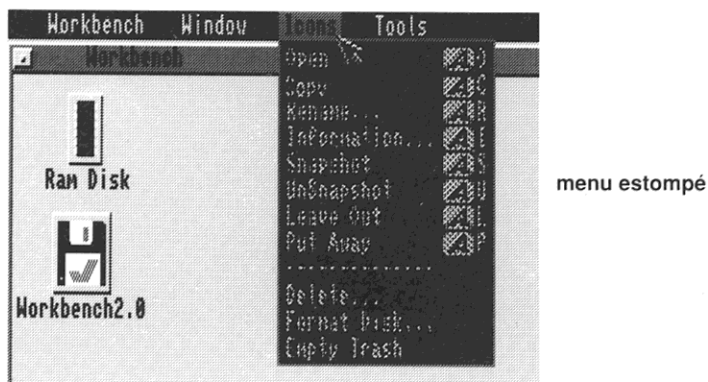 Workbench Window Icons Tools
Workbench
Open O
Copy C
Rename... R
Information... I
Snapshot S
UnSnapshot U
Leave Out L
Put Away P
Delete...
Format Disk...
Empty Trash
Ram Disk
Workbench2.0
menu estompé